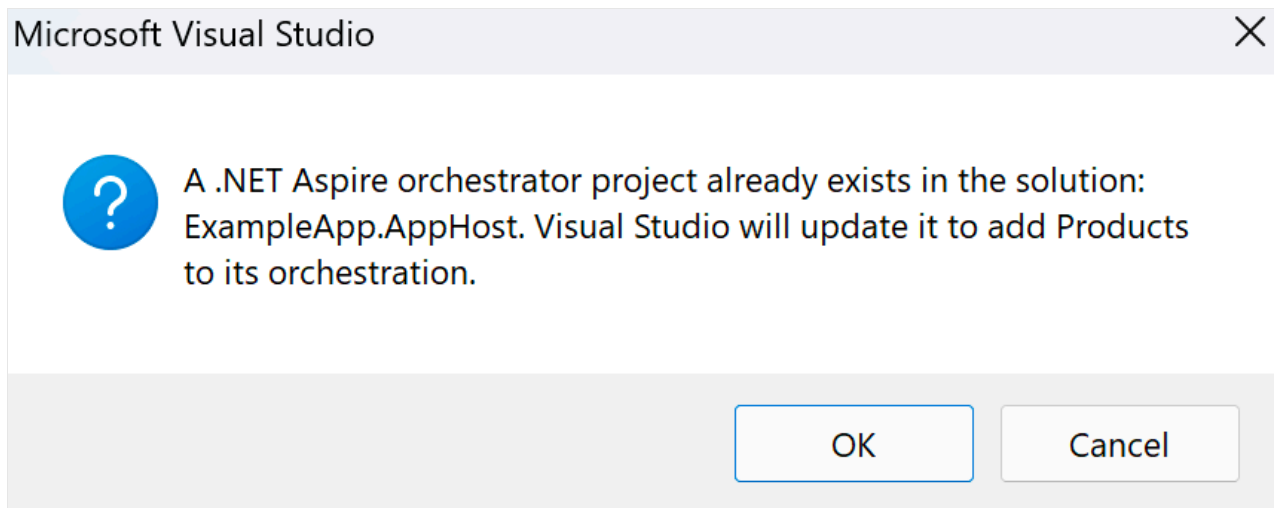 Microsoft Visual Studio
A .NET Aspire orchestrator project already exists in the solution:
ExampleApp.AppHost. Visual Studio will update it to add Products
to its orchestration.
OK
Cancel